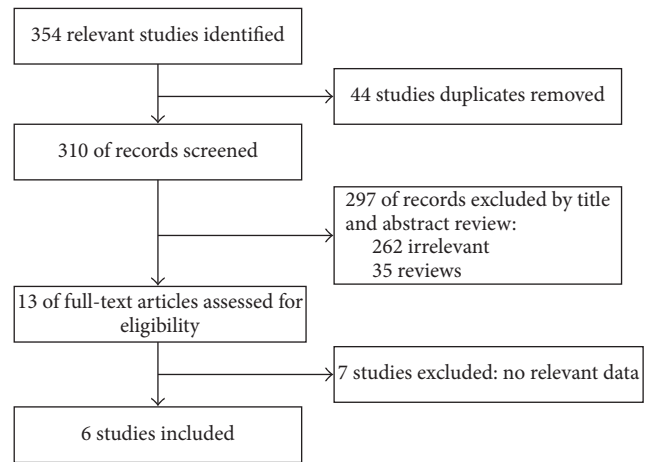 354 relevant studies identified
44 studies duplicates removed
310 of records screened
297 of records excluded by title
and abstract review:
262 irrelevant
35 reviews
13 of full-text articles assessed for
eligibility
7 studies excluded: no relevant data
6 studies included